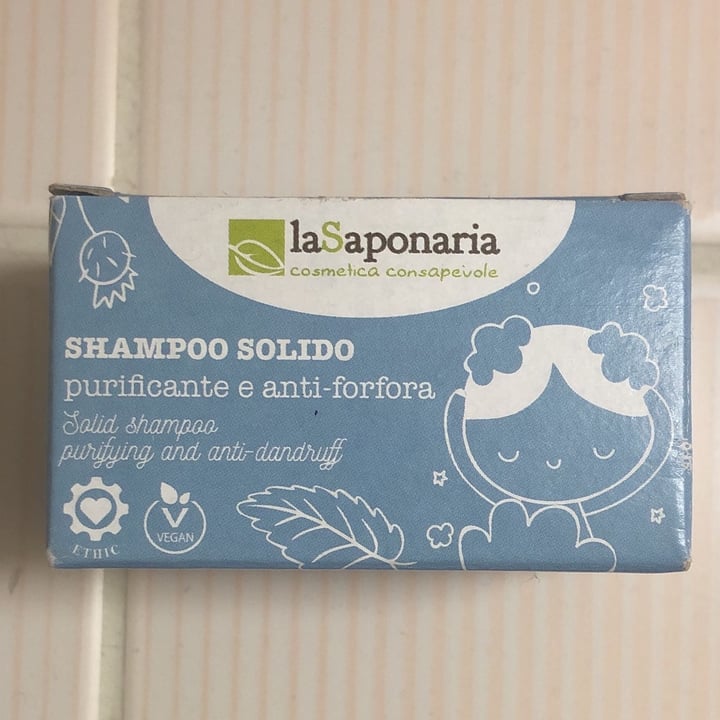 laSaponaria
cosmetica consapevole
SHAMPOO SOLIDO
purificante e anti-forfora
Solid shampoo
purifying and anti-dandruff
ETHIC
VEGAN